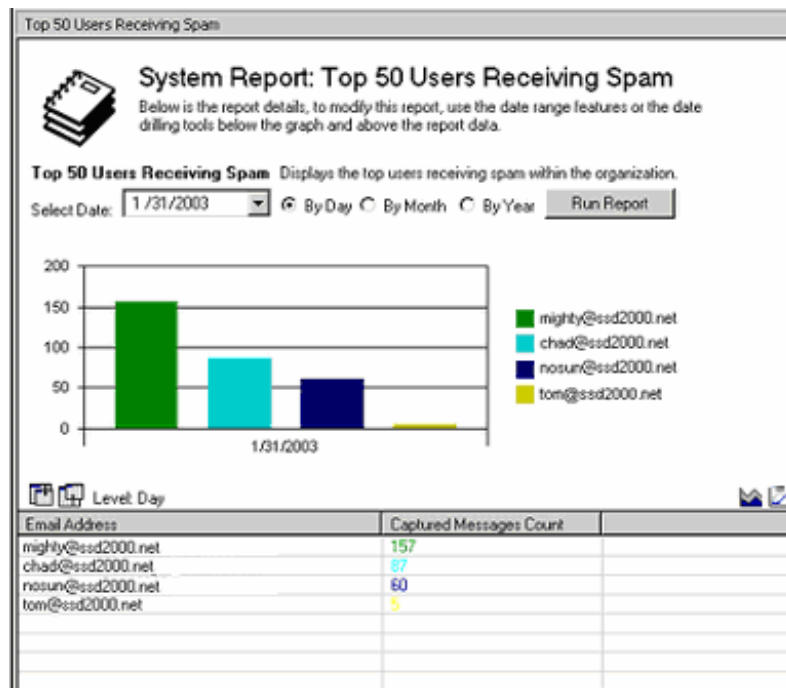 Top 50 Users Receiving Spam
System Report: Top 50 Users Receiving Spam
Below is the report details, to modify this report, use the date range features or the date
drilling tools below the graph and above the report data.
Top 50 Users Receiving Spam Displays the top users receiving spam within the organization.
Select Date: 1 /31/2003 By Day By Month By Year Run Report
200
150
100
50
0
1/31/2003
mighty@ssd2000.net
chad@ssd2000.net
nosun@ssd2000.net
tom@ssd2000.net
Level: Day
Email Address Captured Messages Count
mighty@ssd2000.net 157
chad@ssd2000.net 87
nosun@ssd2000.net 60
tom@ssd2000.net 5